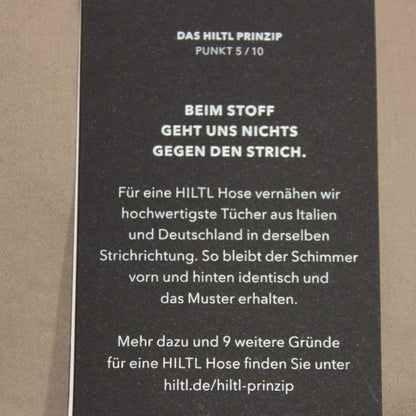 DAS HILTL PRINZIP
PUNKT 5 / 10
BEIM STOFF
GEHT UNS NICHTS
GEGEN DEN STRICH.
Für eine HILTL Hose vernähen wir
hochwertigste Tücher aus Italien
und Deutschland in derselben
Strichrichtung. So bleibt der Schimmer
vorn und hinten identisch und
das Muster erhalten.
Mehr dazu und 9 weitere Gründe
für eine HILTL Hose finden Sie unter
hiltl.de/hiltl-prinzip